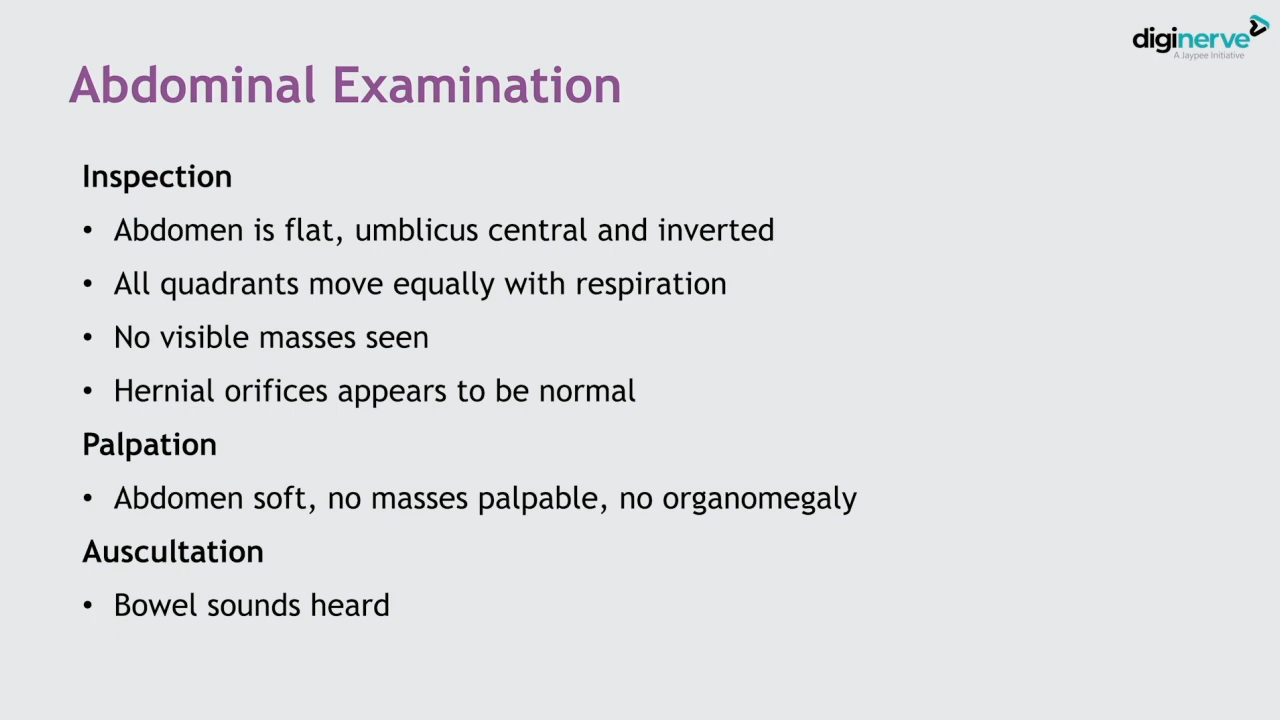 diginerve
A Jaypee Initiative
Abdominal Examination
Inspection
• Abdomen is flat, umblicus central and inverted
• All quadrants move equally with respiration
• No visible masses seen
• Hernial orifices appears to be normal
Palpation
• Abdomen soft, no masses palpable, no organomegaly
Auscultation
• Bowel sounds heard